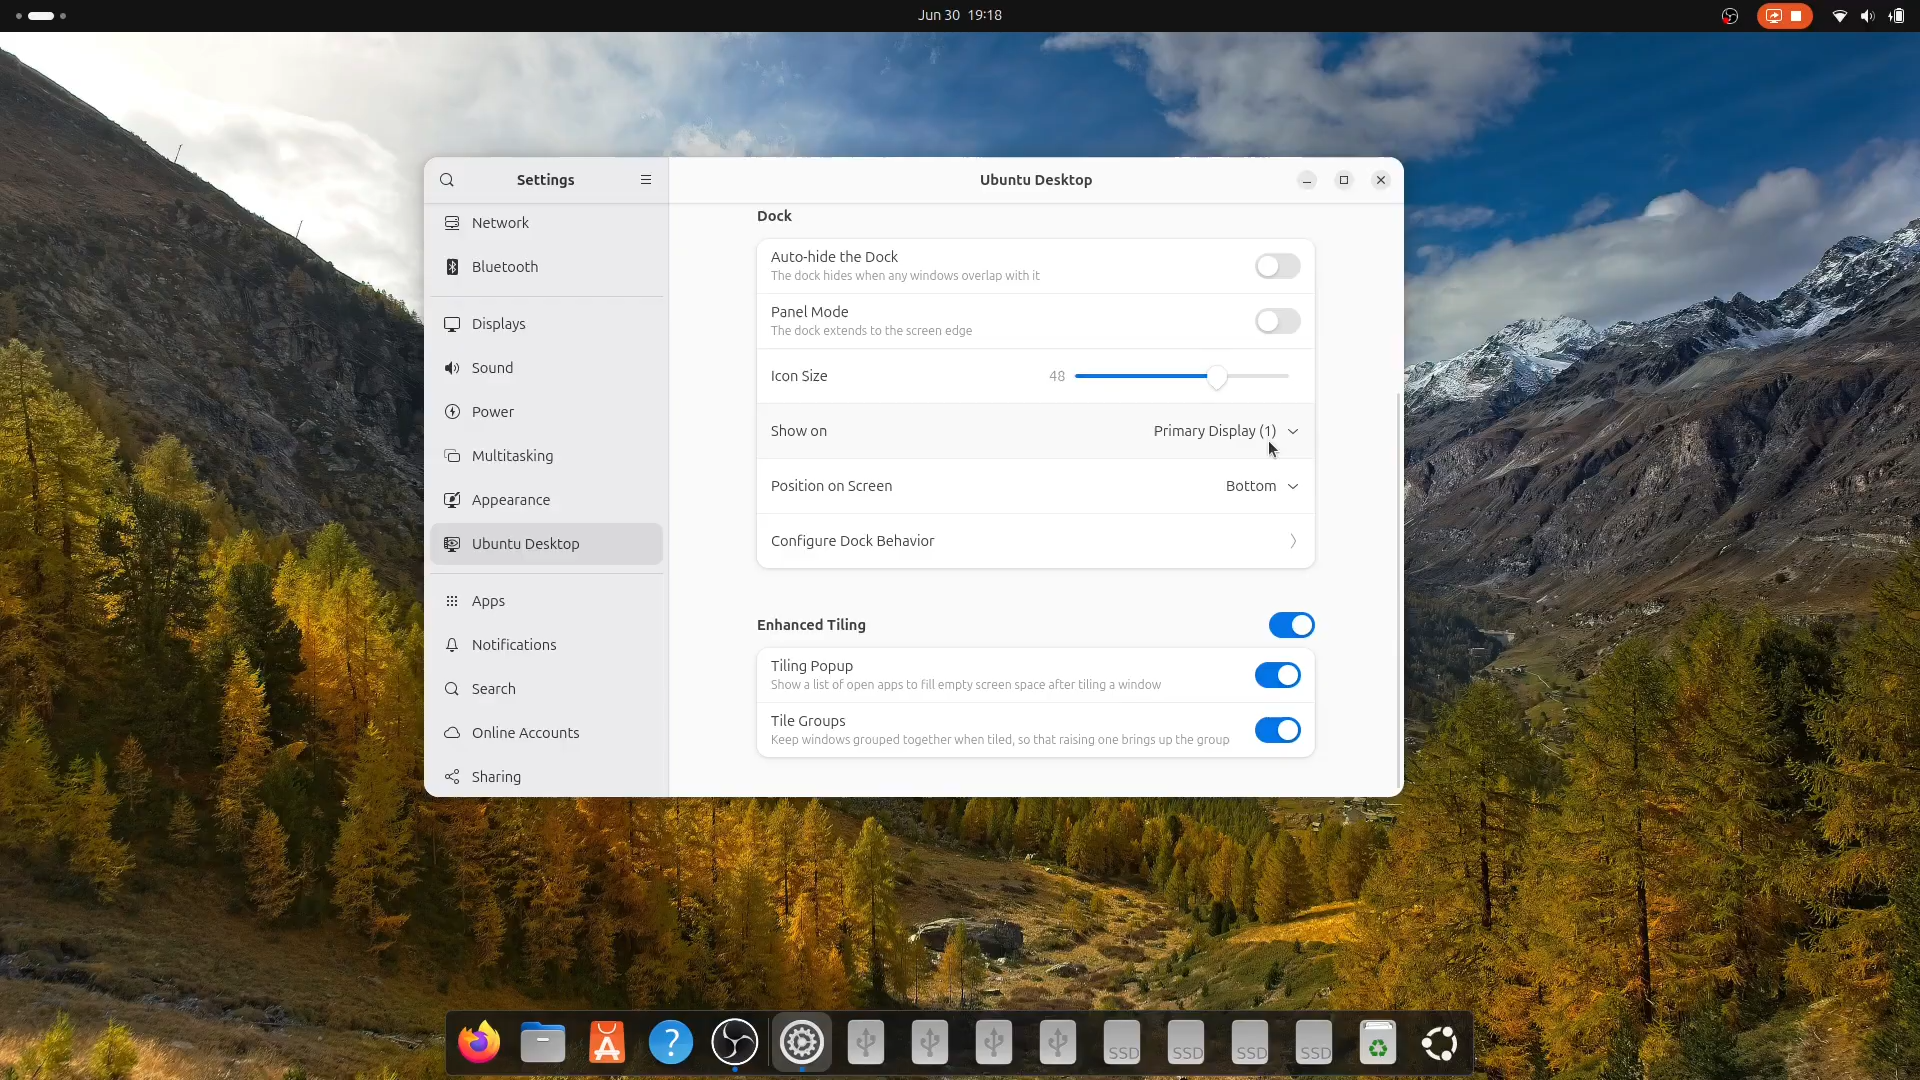 Jun 30 19:18
Settings
Ubuntu Desktop
Network
Bluetooth
Displays
Sound
Power
Multitasking
Appearance
Ubuntu Desktop
Apps
Notifications
Search
Online Accounts
Sharing
Dock
Auto-hide the Dock
The dock hides when any windows overlap with it
Panel Mode
The dock extends to the screen edge
Icon Size 48
Show on Primary Display (1)
Position on Screen Bottom
Configure Dock Behavior
Enhanced Tiling
Tiling Popup
Show a list of open apps to fill empty screen space after tiling a window
Tile Groups
Keep windows grouped together when tiled, so that raising one brings up the group
? SSD SSD SSD SSD